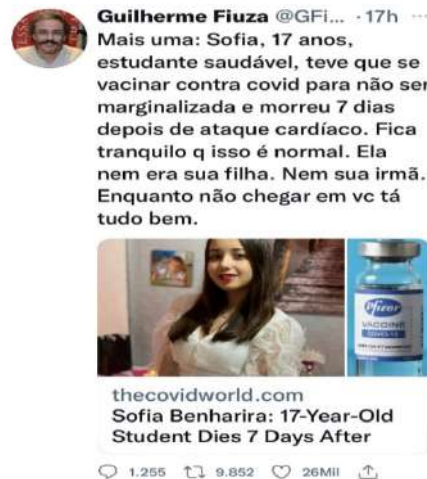 Guilherme Fiuza @GFi... · 17h ...
Mais uma: Sofia, 17 anos,
estudante saudável, teve que se
vacinar contra covid para não ser
marginalizada e morreu 7 dias
depois de ataque cardíaco. Fica
tranquilo q isso é normal. Ela
nem era sua filha. Nem sua irmã.
Enquanto não chegar em vc tá
tudo bem.
Pfizer
VACCINE
COVID-19
thecovidworld.com
Sofia Benharira: 17-Year-Old
Student Dies 7 Days After
1.255 9.852 26Mil